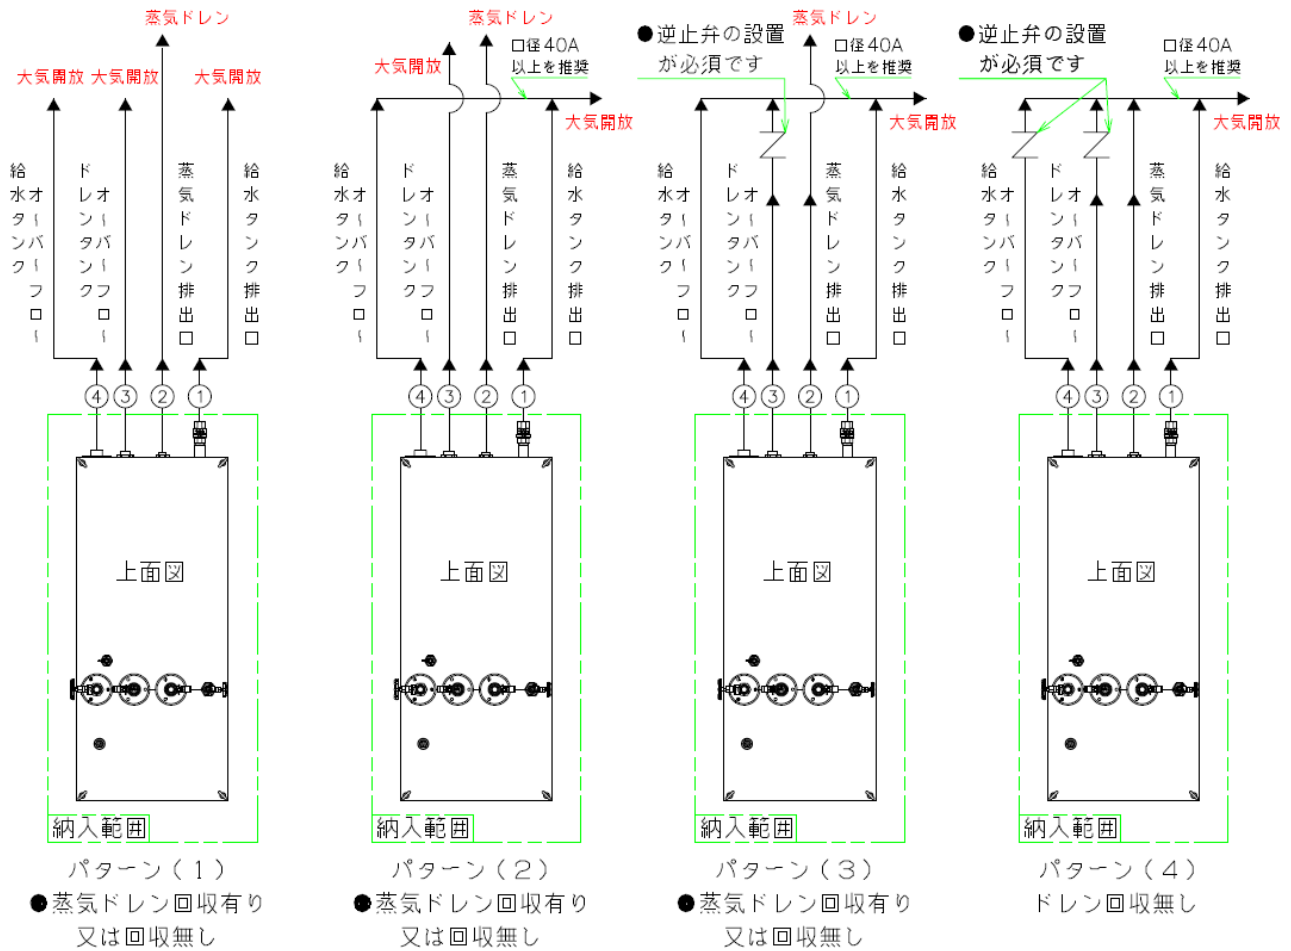 蒸気ドレン
大気開放
大気開放
大気開放
給水タンク
オーバーフロー
ドレンタンク
オーバーフロー
蒸気ドレン排出口
給水タンク排出口
④
③
②
①
上面図
納入範囲
パターン(1)
●蒸気ドレン回収有り
又は回収無し
蒸気ドレン
大気開放
口径40A
以上を推奨
大気開放
給水タンク
オーバーフロー
ドレンタンク
オーバーフロー
蒸気ドレン排出口
給水タンク排出口
④
③
②
①
上面図
納入範囲
パターン(2)
●蒸気ドレン回収有り
又は回収無し
●逆止弁の設置
が必須です
蒸気ドレン
口径40A
以上を推奨
大気開放
給水タンク
オーバーフロー
ドレンタンク
オーバーフロー
蒸気ドレン排出口
給水タンク排出口
④
③
②
①
上面図
納入範囲
パターン(3)
●蒸気ドレン回収有り
又は回収無し
●逆止弁の設置
が必須です
口径40A
以上を推奨
大気開放
給水タンク
オーバーフロー
ドレンタンク
オーバーフロー
蒸気ドレン排出口
給水タンク排出口
④
③
②
①
上面図
納入範囲
パターン(4)
ドレン回収無し